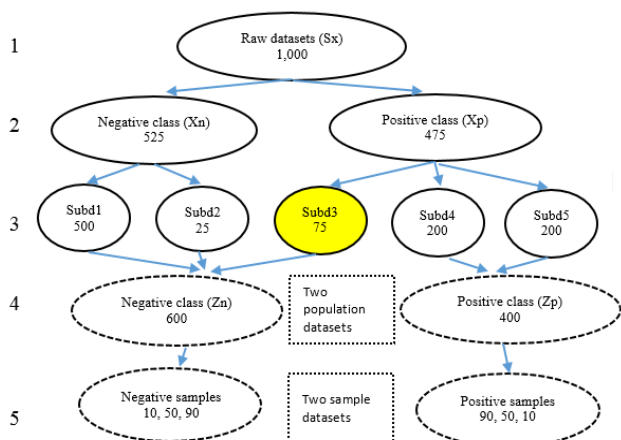 1
Raw datasets (Sx)
1,000
2
Negative class (Xn)
525
Positive class (Xp)
475
3
Subd1
500
Subd2
25
Subd3
75
Subd4
200
Subd5
200
4
Negative class (Zn)
600
Two
population
datasets
Positive class (Zp)
400
5
Negative samples
10, 50, 90
Two sample
datasets
Positive samples
90, 50, 10